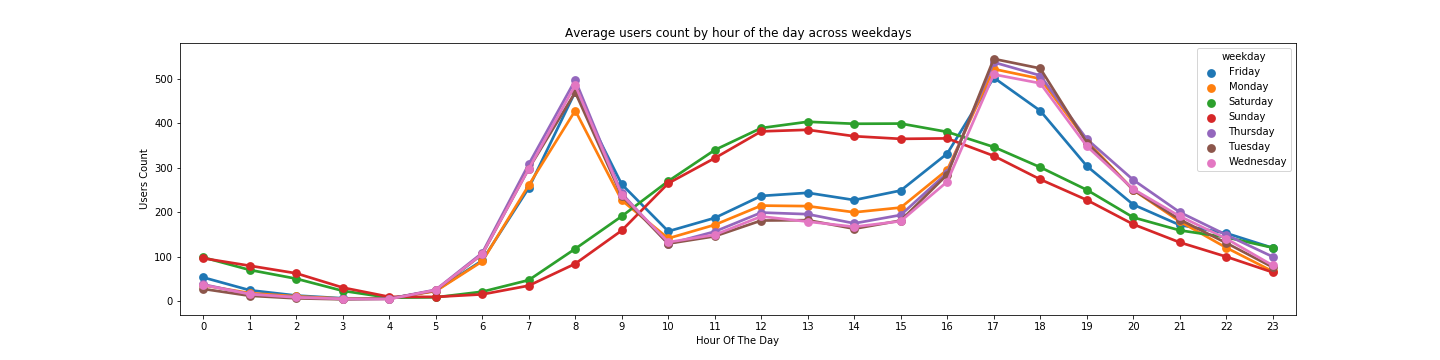 Average users count by hour of the day across weekdays
Users Count
500
400
300
200
100
0
0 1 2 3 4 5 6 7 8 9 10 11 12 13 14 15 16 17 18 19 20 21 22 23
Hour Of The Day
weekday
Friday
Monday
Saturday
Sunday
Thursday
Tuesday
Wednesday